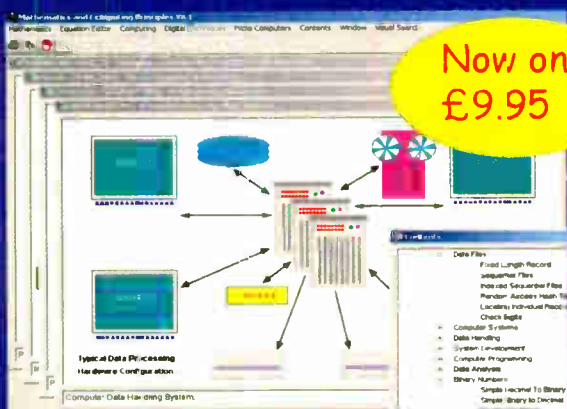 Mathematics and Computing Principles V8.1
Mathematics Equation Editor Computing Digital Techniques Micro Computers Contents Window Visual Search
Now on
£9.95
Typical Data Processing
Hardware Configuration
Computer Data Handling System.
Contents
Data Files
Fixed Length Record
Sequential Files
Indexed Sequential Files
Random Access Hash
Locating Individual
Check Digits
Computer Systems
Data Handling
System Development
Computer Programming
Data Analysis
Binary Numbers
Simple Decimal To Binary
Simple Binary to Decimal